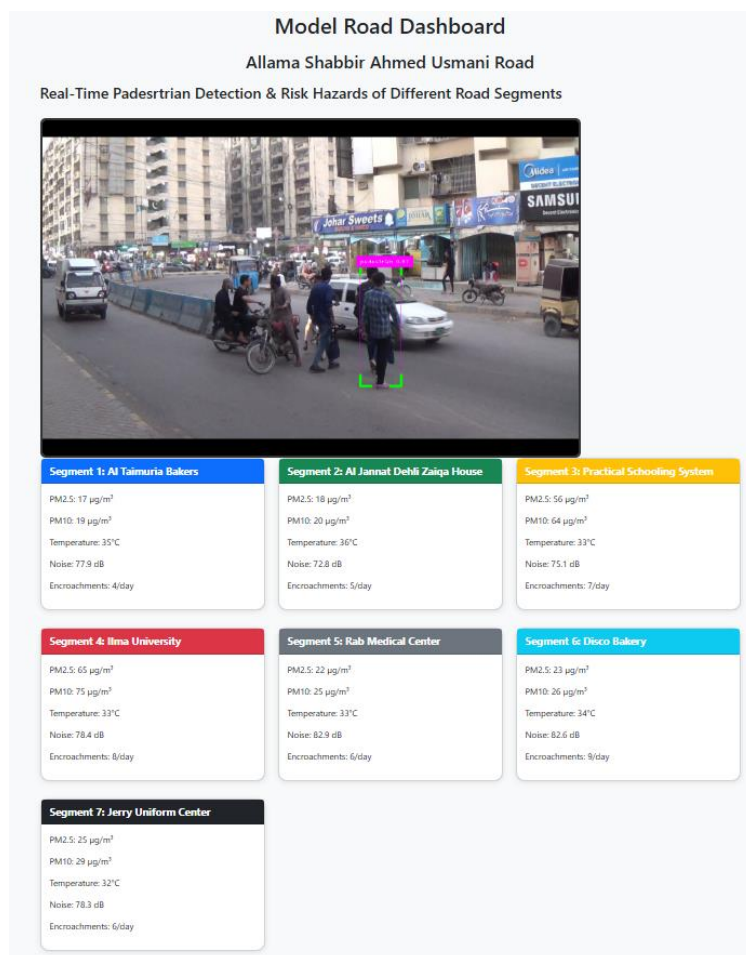 Model Road Dashboard
Allama Shabbir Ahmed Usmani Road
Real-Time Padesrtrian Detection & Risk Hazards of Different Road Segments
Midea
SAMSU
Johar Sweets
JOHAR
pedestrian
Segment 1: Al Taimuria Bakers
PM2.5: 17 μg/m³
PM10: 19 μg/m³
Temperature: 35°C
Noise: 77.9 dB
Encroachments: 4/day
Segment 2: Al Jannat Dehli Zaiqa House
PM2.5: 18 μg/m³
PM10: 20 μg/m³
Temperature: 36°C
Noise: 72.8 dB
Encroachments: 5/day
Segment 3: Practical Schooling System
PM2.5: 56 μg/m³
PM10: 64 μg/m³
Temperature: 33°C
Noise: 75.1 dB
Encroachments: 7/day
Segment 4: Ilma University
PM2.5: 65 μg/m³
PM10: 75 μg/m³
Temperature: 33°C
Noise: 78.4 dB
Encroachments: 8/day
Segment 5: Rab Medical Center
PM2.5: 22 μg/m³
PM10: 25 μg/m³
Temperature: 33°C
Noise: 82.9 dB
Encroachments: 6/day
Segment 6: Disco Bakery
PM2.5: 23 μg/m³
PM10: 26 μg/m³
Temperature: 34°C
Noise: 82.6 dB
Encroachments: 9/day
Segment 7: Jerry Uniform Center
PM2.5: 25 μg/m³
PM10: 29 μg/m³
Temperature: 32°C
Noise: 78.3 dB
Encroachments: 6/day